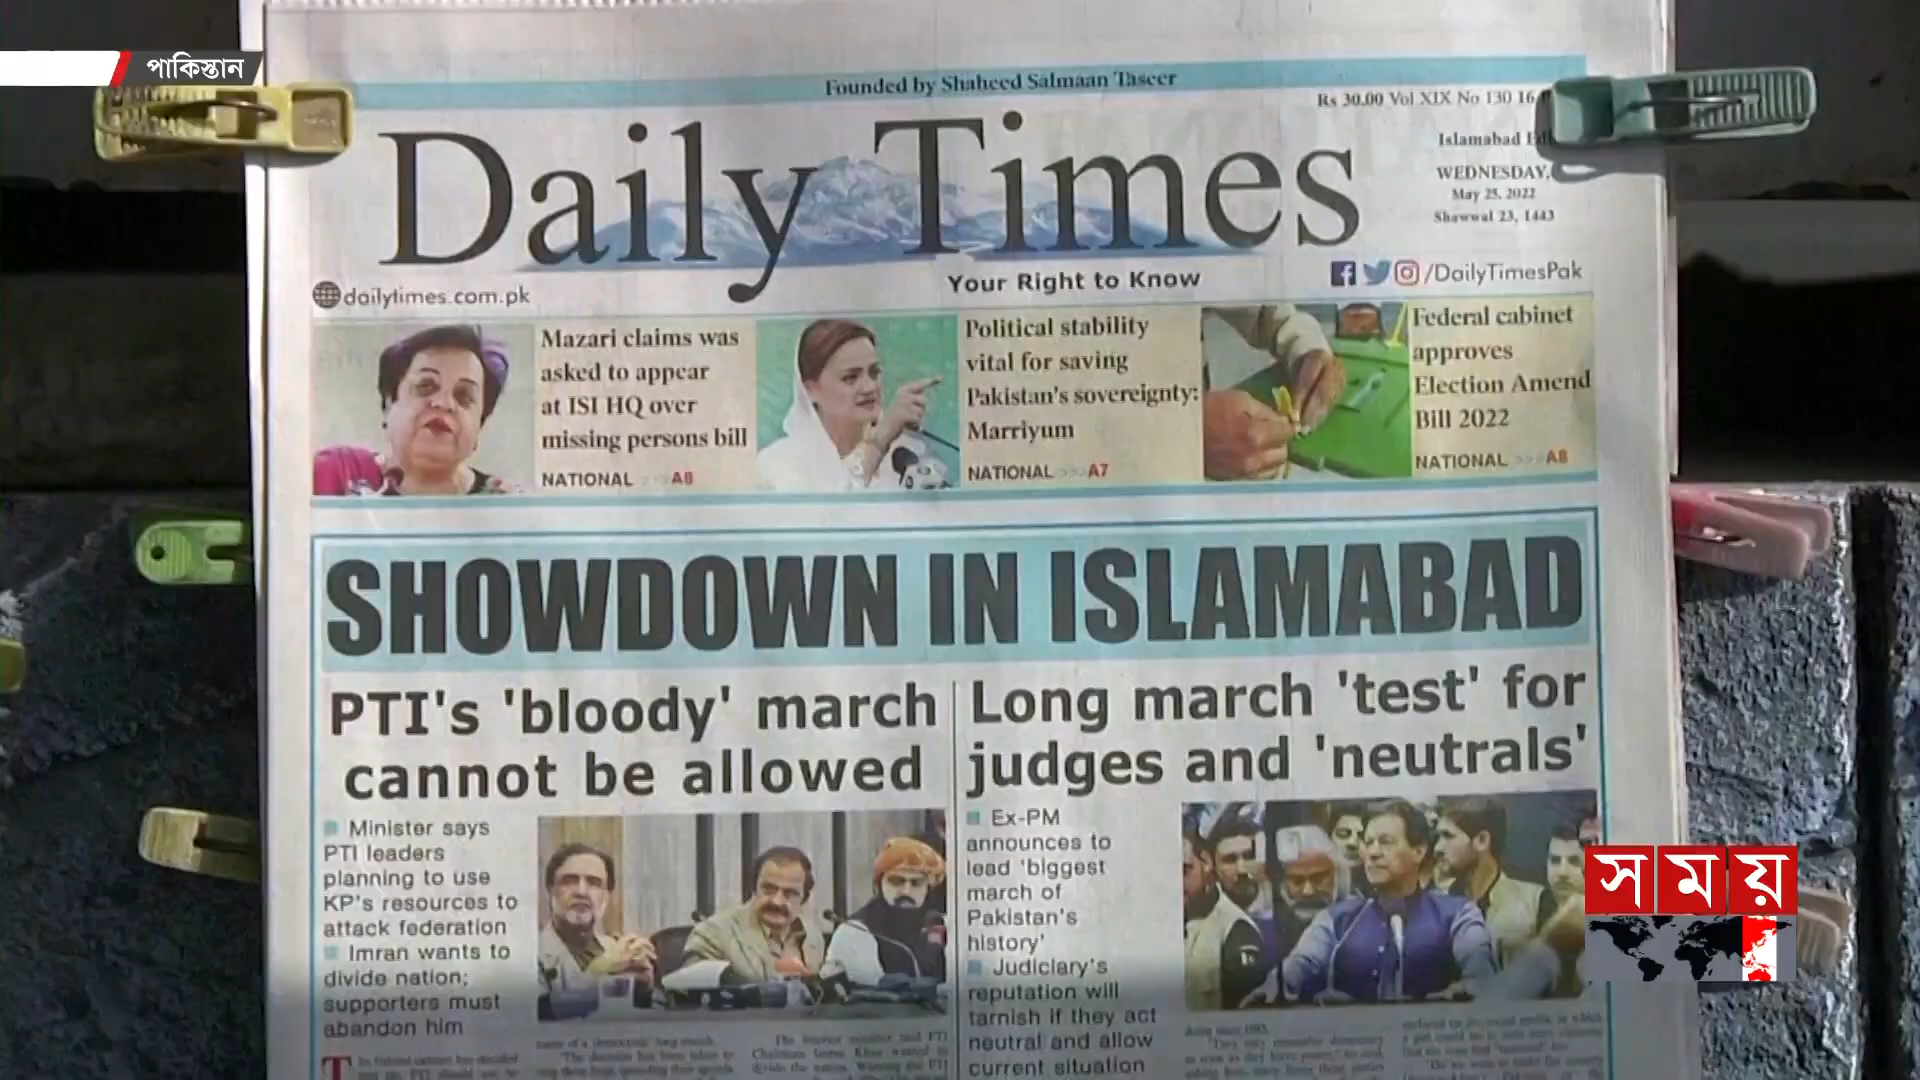 পাকিস্তান
Founded by Shaheed Salmaan Taseer
Rs 30.00 Vol XIX No 130 16
Daily Times
Islamabad
WEDNESDAY,
May 25, 2022
Shawwal 23, 1443
Your Right to Know
/DailyTimesPak
dailytimes.com.pk
Mazari claims was
asked to appear
at ISI HQ over
missing persons bill
NATIONAL >>> A8
Political stability
vital for saving
Pakistan's sovereignty:
Marriyum
NATIONAL >>> A7
Federal cabinet
approves
Election Amend
Bill 2022
NATIONAL >>> A8
SHOWDOWN IN ISLAMABAD
PTI's 'bloody' march
cannot be allowed
Minister says
PTI leaders
planning to use
KP's resources to
attack federation
Imran wants to
divide nation;
supporters must
abandon him
Long march 'test' for
judges and 'neutrals'
Ex-PM
announces to
lead 'biggest
march of
Pakistan's
history'
Judiciary's
reputation will
tarnish if they act
neutral and allow
current situation
সময়